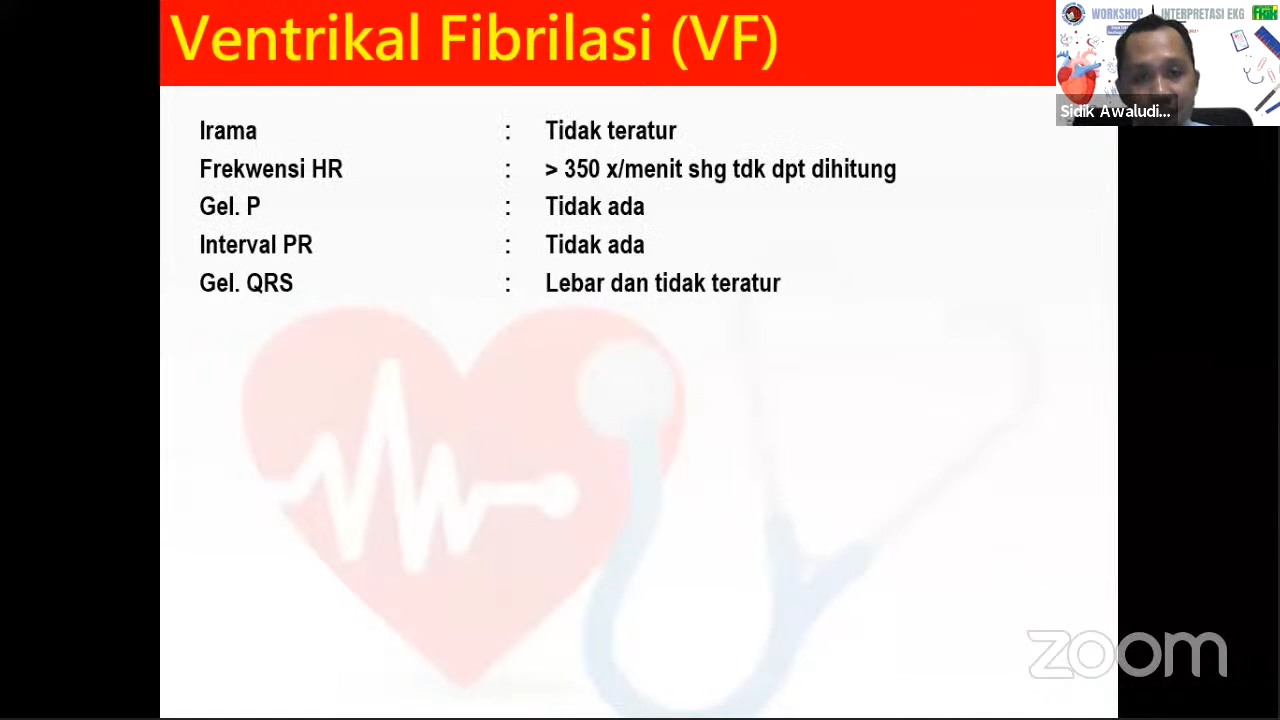 Ventrikal Fibrilasi (VF)
WORKSHOP INTERPRETASI EKG
Sidik Awaludi...
Irama : Tidak teratur
Frekwensi HR : > 350 x/menit shg tdk dpt dihitung
Gel. P : Tidak ada
Interval PR : Tidak ada
Gel. QRS : Lebar dan tidak teratur
zoom